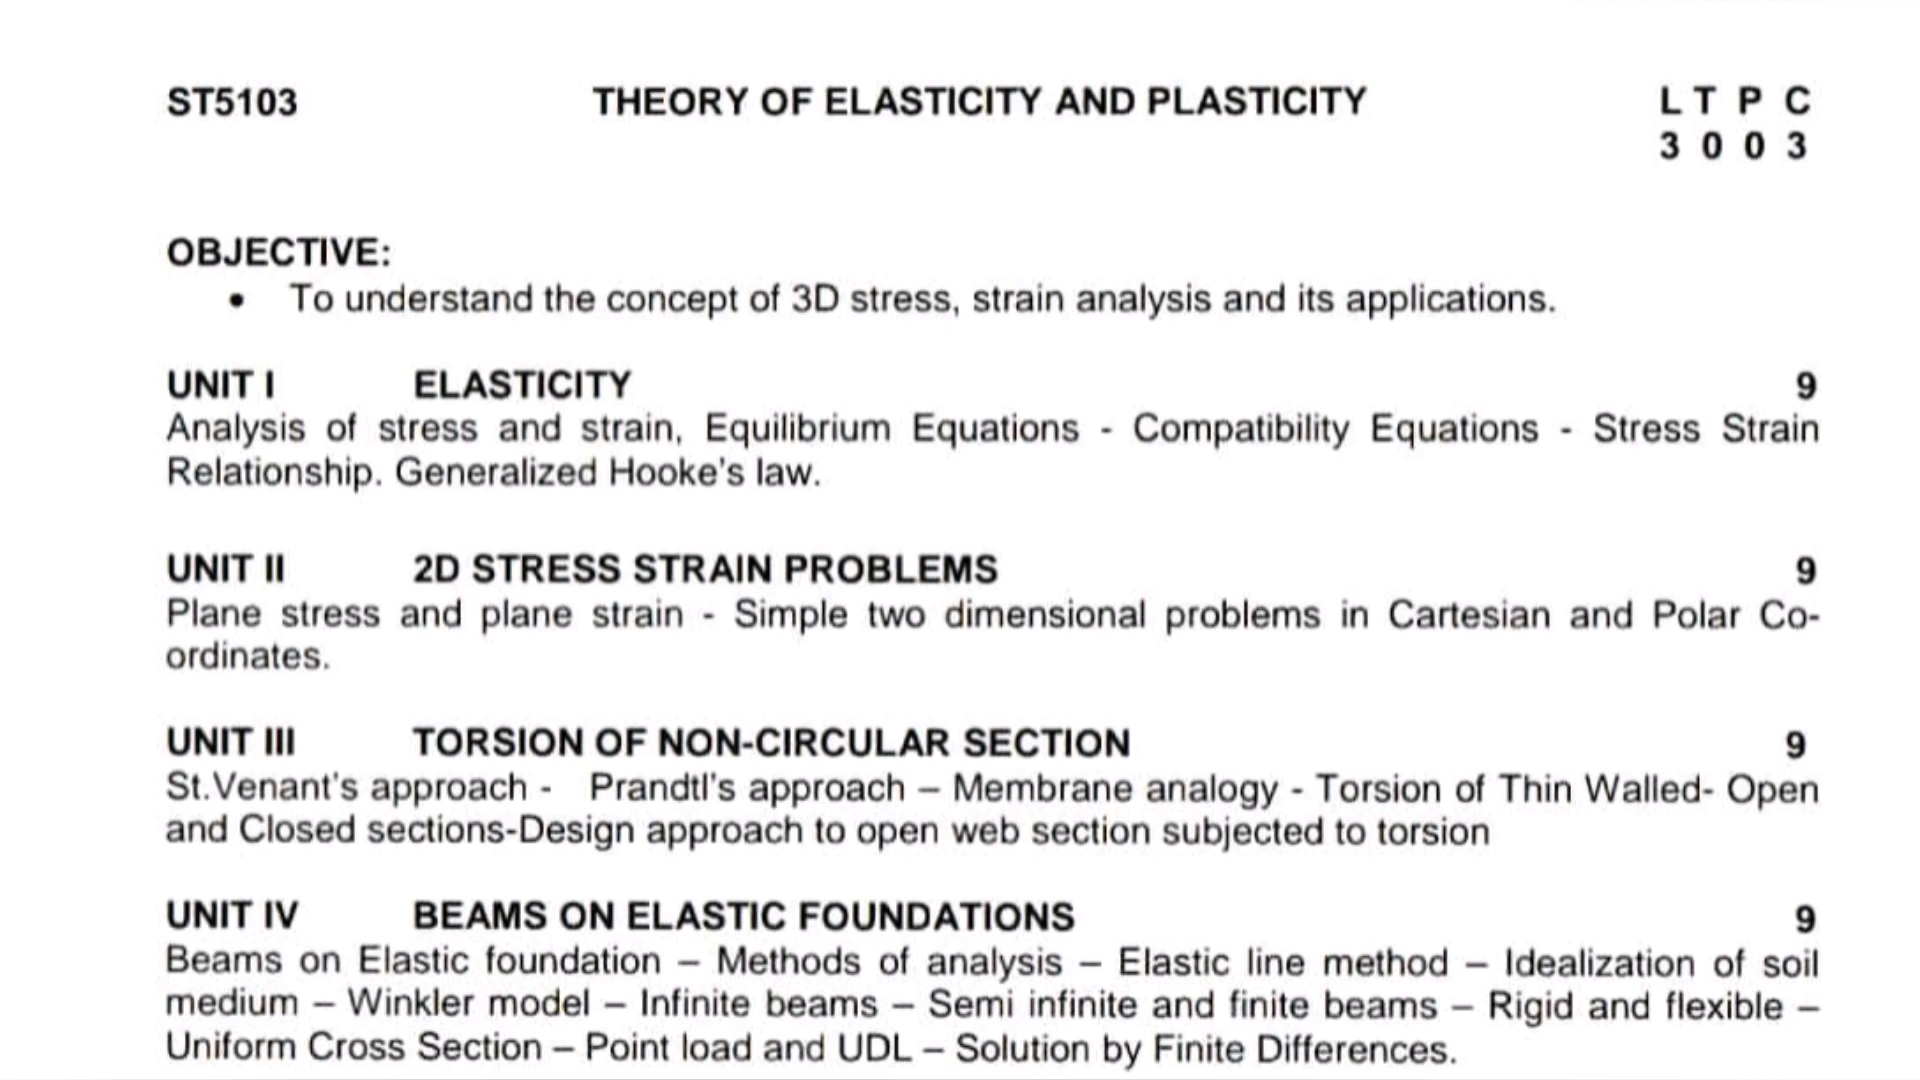 ST5103 THEORY OF ELASTICITY AND PLASTICITY L T P C
3 0 0 3
OBJECTIVE:
• To understand the concept of 3D stress, strain analysis and its applications.
UNIT I ELASTICITY 9
Analysis of stress and strain, Equilibrium Equations - Compatibility Equations - Stress Strain
Relationship. Generalized Hooke's law.
UNIT II 2D STRESS STRAIN PROBLEMS 9
Plane stress and plane strain - Simple two dimensional problems in Cartesian and Polar Co-
ordinates.
UNIT III TORSION OF NON-CIRCULAR SECTION 9
St.Venant's approach - Prandtl's approach – Membrane analogy - Torsion of Thin Walled- Open
and Closed sections-Design approach to open web section subjected to torsion
UNIT IV BEAMS ON ELASTIC FOUNDATIONS 9
Beams on Elastic foundation – Methods of analysis – Elastic line method – Idealization of soil
medium – Winkler model – Infinite beams – Semi infinite and finite beams – Rigid and flexible –
Uniform Cross Section – Point load and UDL – Solution by Finite Differences.